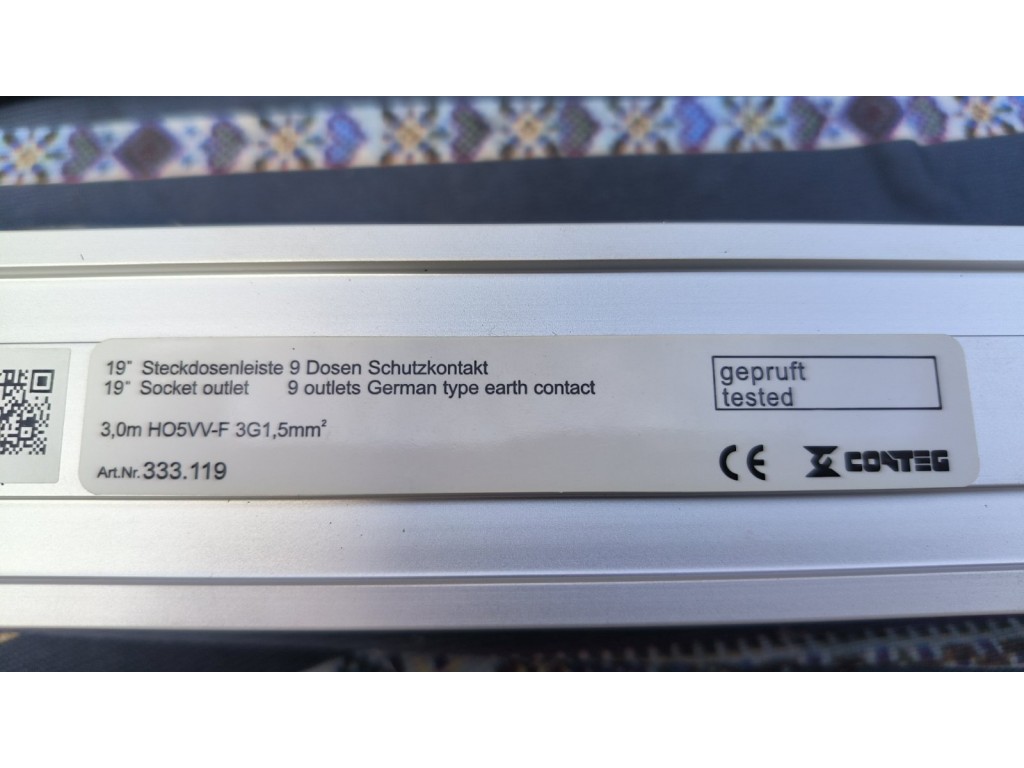 19" Steckdosenleiste 9 Dosen Schutzkontakt
19" Socket outlet 9 outlets German type earth contact
3,0m HO5VV-F 3G1,5mm²
Art.Nr. 333.119
gepruft
tested
CE CONTEG